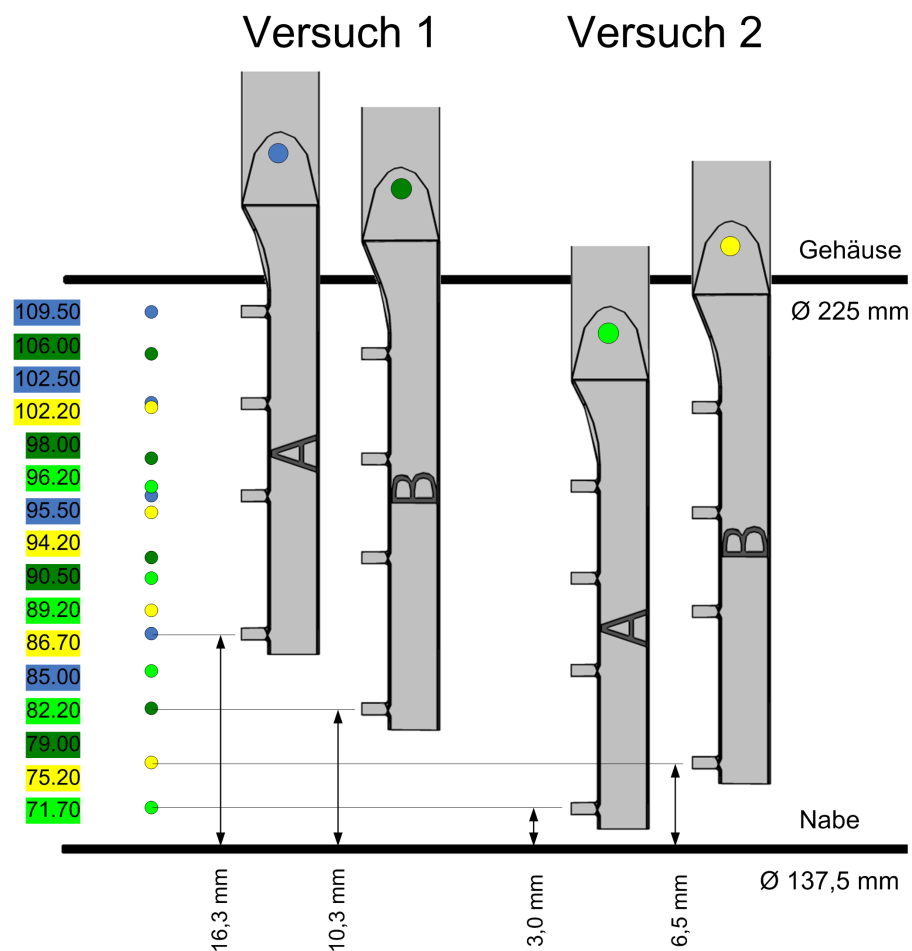 Versuch 1
Versuch 2
Gehäuse
Ø 225 mm
109.50
106.00
102.50
102.20
98.00
96.20
95.50
94.20
90.50
89.20
86.70
85.00
82.20
79.00
75.20
71.70
A
B
A
B
Nabe
Ø 137,5 mm
16,3 mm
10,3 mm
3,0 mm
6,5 mm